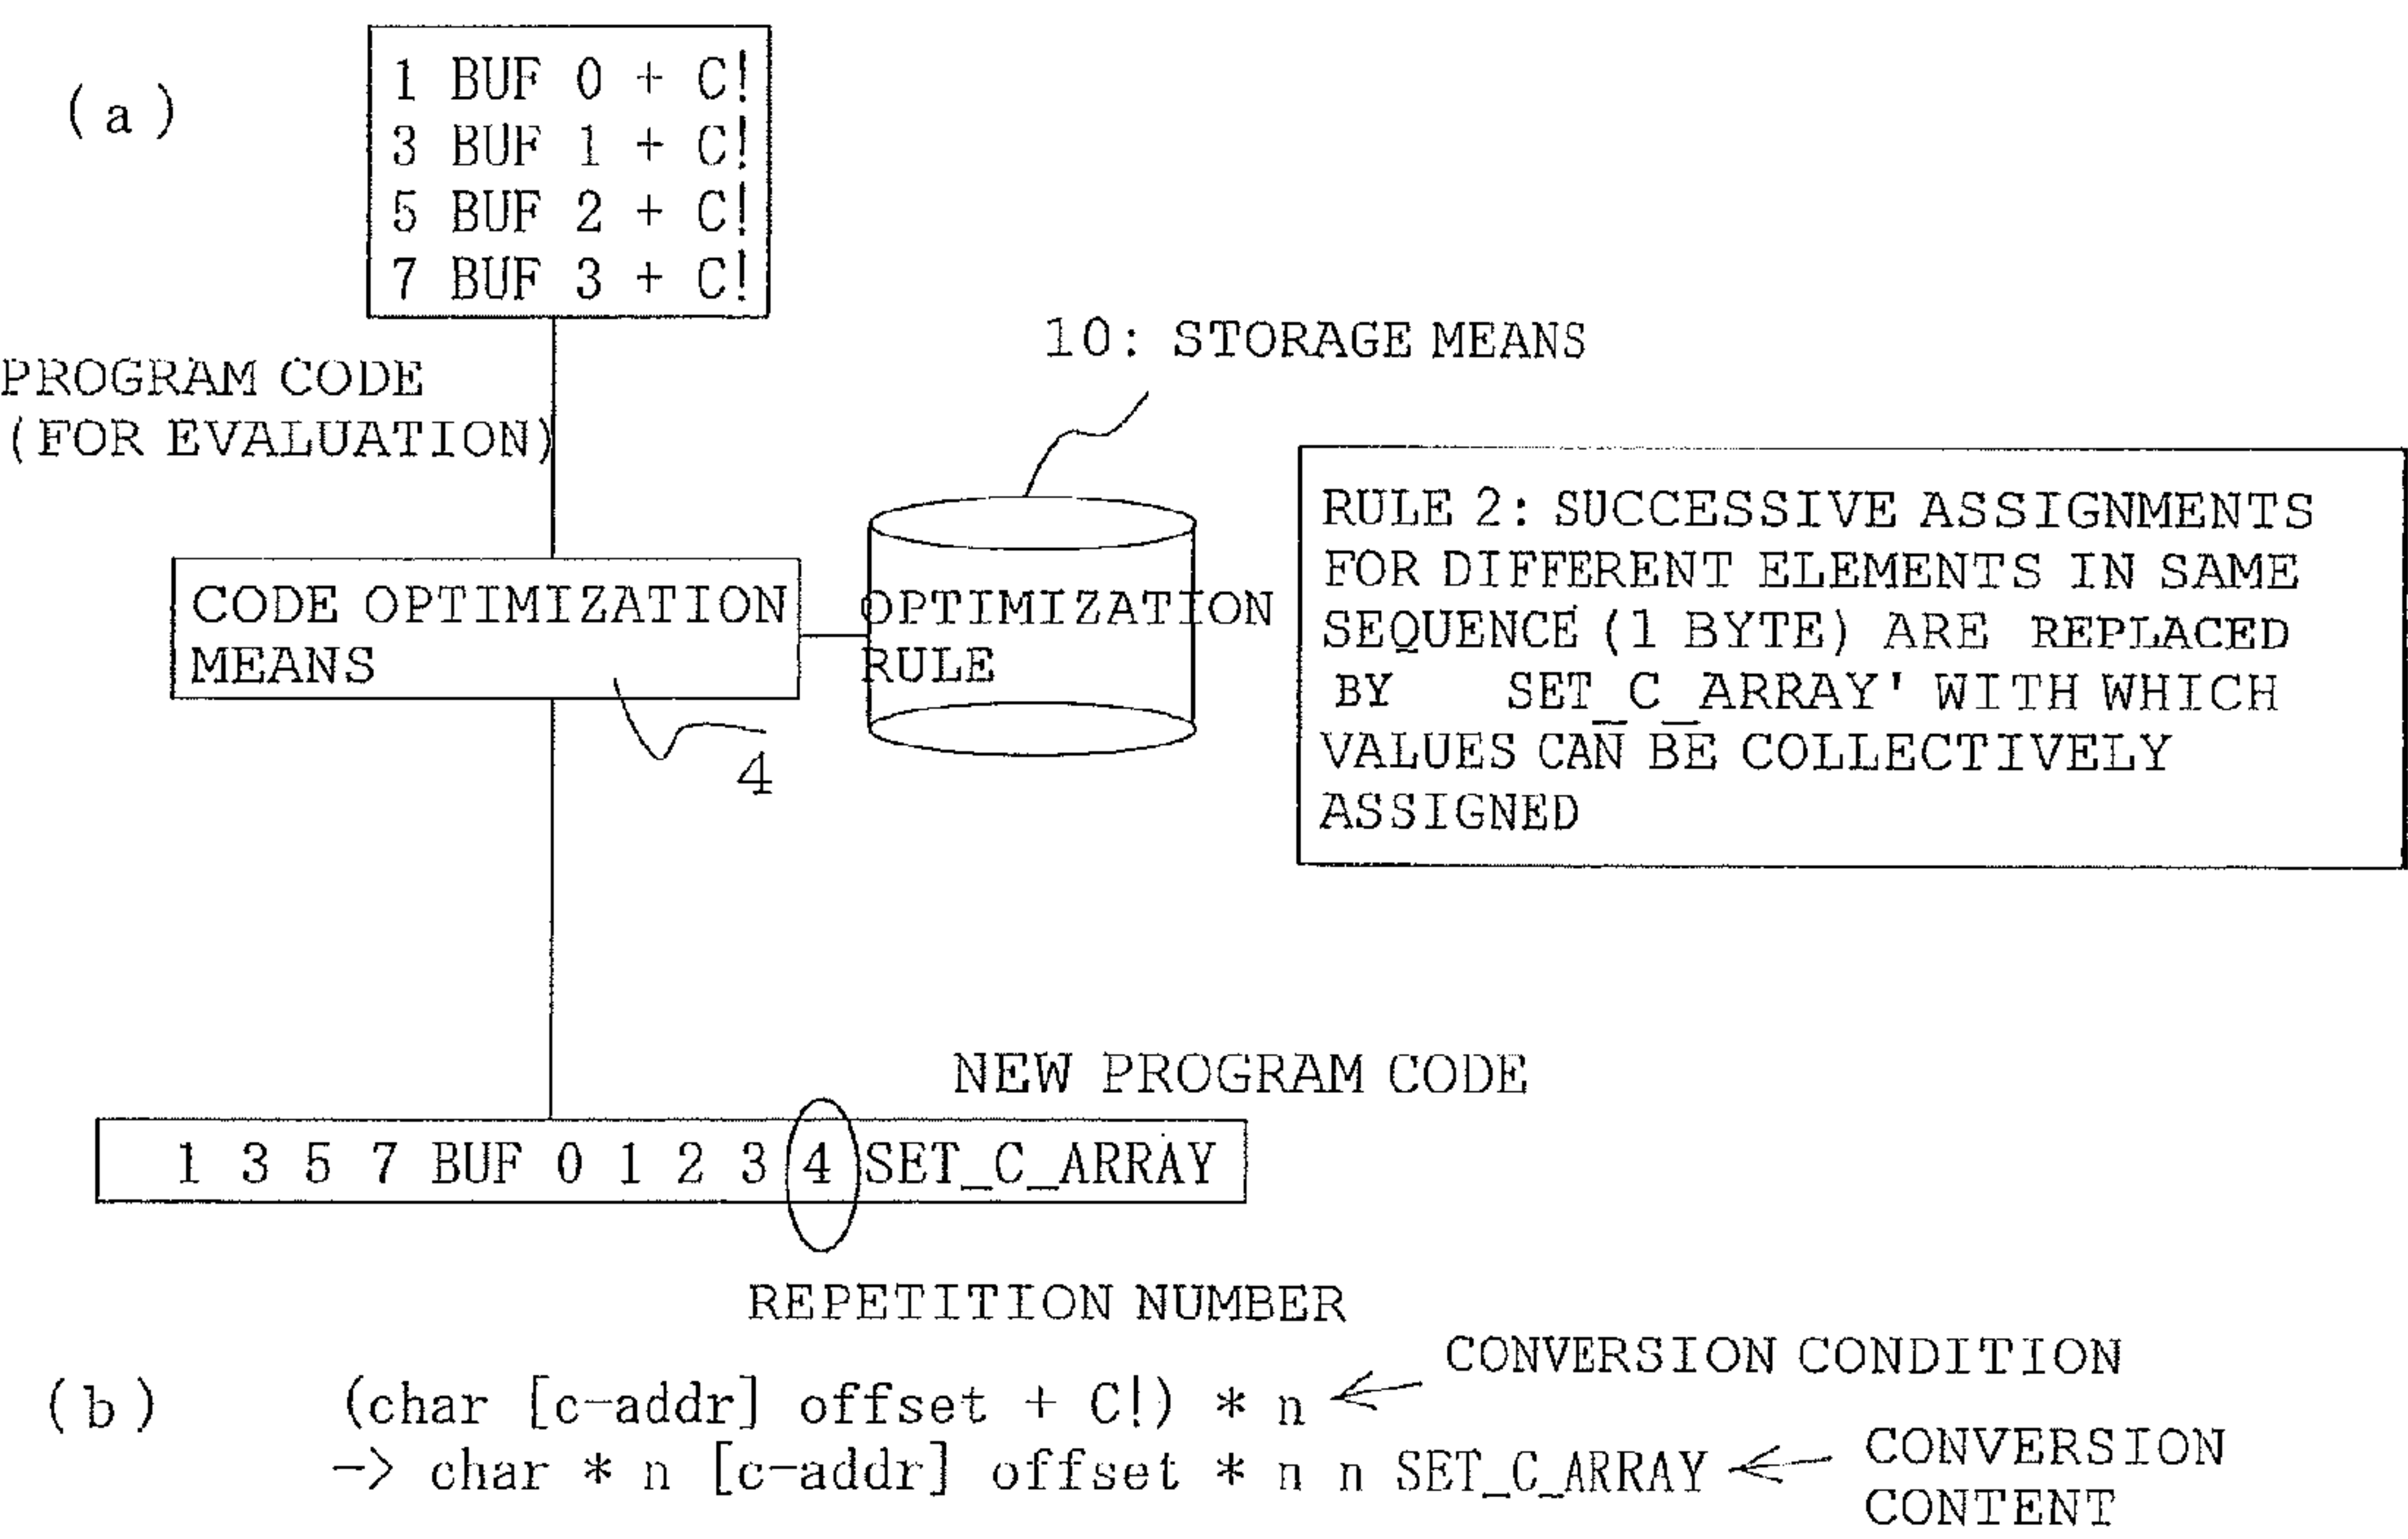 (a)
1 BUF 0 + C!
3 BUF 1 + C!
5 BUF 2 + C!
7 BUF 3 + C!
PROGRAM CODE
(FOR EVALUATION)
10: STORAGE MEANS
CODE OPTIMIZATION
MEANS
4
OPTIMIZATION
RULE
RULE 2: SUCCESSIVE ASSIGNMENTS
FOR DIFFERENT ELEMENTS IN SAME
SEQUENCE (1 BYTE) ARE REPLACED
BY SET_C_ARRAY' WITH WHICH
VALUES CAN BE COLLECTIVELY
ASSIGNED
NEW PROGRAM CODE
1 3 5 7 BUF 0 1 2 3 4 SET_C_ARRAY
REPETITION NUMBER
(b)
(char [c-addr] offset + C!) * n
CONVERSION CONDITION
-> char * n [c-addr] offset * n n SET_C_ARRAY
CONVERSION
CONTENT